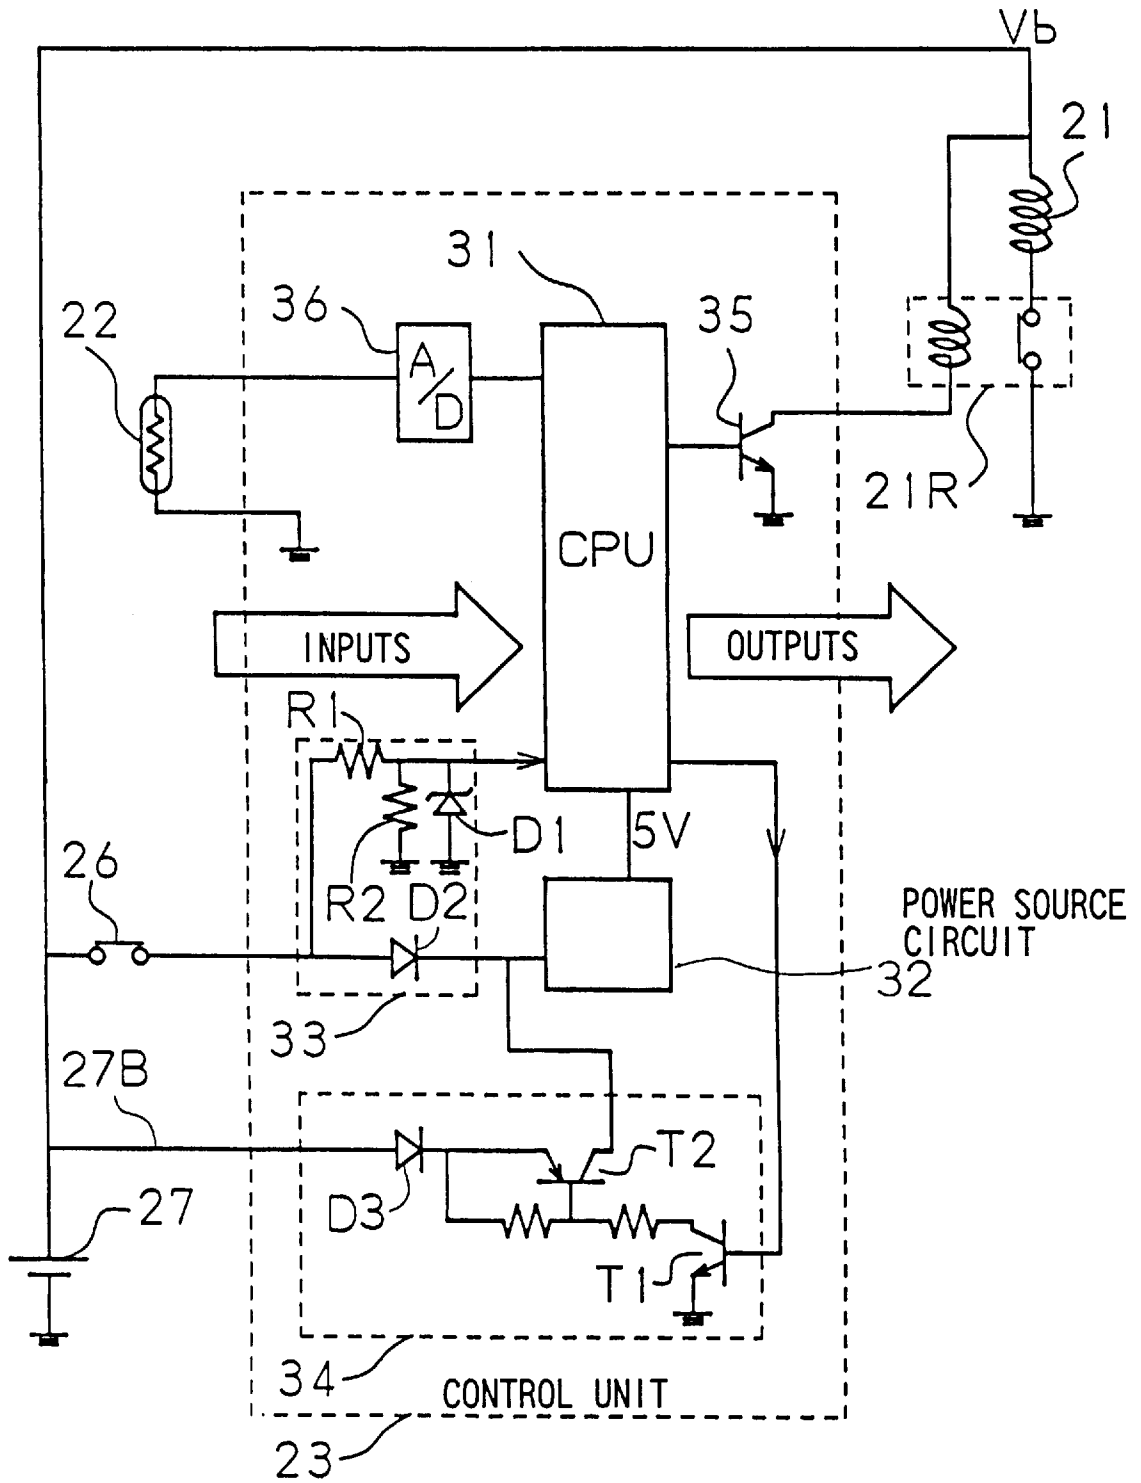 Vb
21
31
36
35
22
A/D
21R
CPU
INPUTS
OUTPUTS
R1
D1
5V
26
R2
D2
POWER SOURCE
CIRCUIT
32
33
27B
T2
D3
27
T1
34
CONTROL UNIT
23